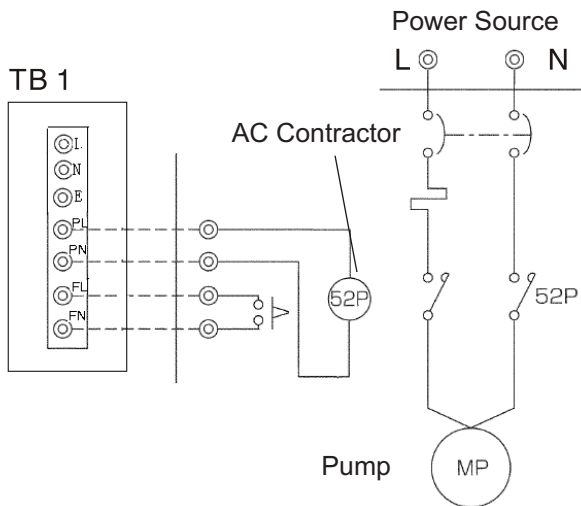 Power Source
L N
TB 1
AC Contractor
L
N
E
PL
PN
FL
FN
52P
52P
Pump
MP